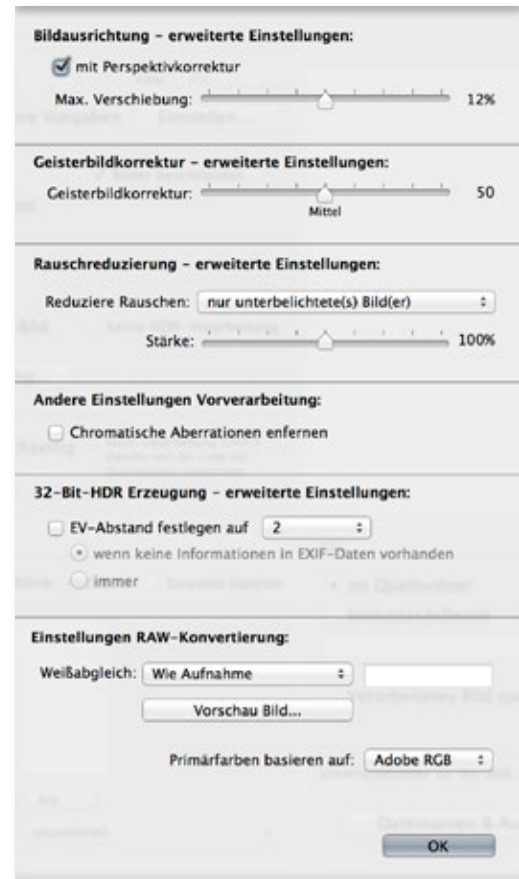 Bildausrichtung – erweiterte Einstellungen:
mit Perspektivkorrektur
Max. Verschiebung: 12%
Geisterbildkorrektur – erweiterte Einstellungen:
Geisterbildkorrektur: 50
Mittel
Rauschreduzierung – erweiterte Einstellungen:
Reduziere Rauschen: nur unterbelichtete(s) Bild(er)
Stärke: 100%
Andere Einstellungen Vorverarbeitung:
Chromatische Aberrationen enfernen
32-Bit-HDR Erzeugung – erweiterte Einstellungen:
EV-Abstand festlegen auf 2
wenn keine Informationen in EXIF-Daten vorhanden
immer
Einstellungen RAW-Konvertierung:
Weißabgleich: Wie Aufnahme
Vorschau Bild...
Primärfarben basieren auf: Adobe RGB
OK